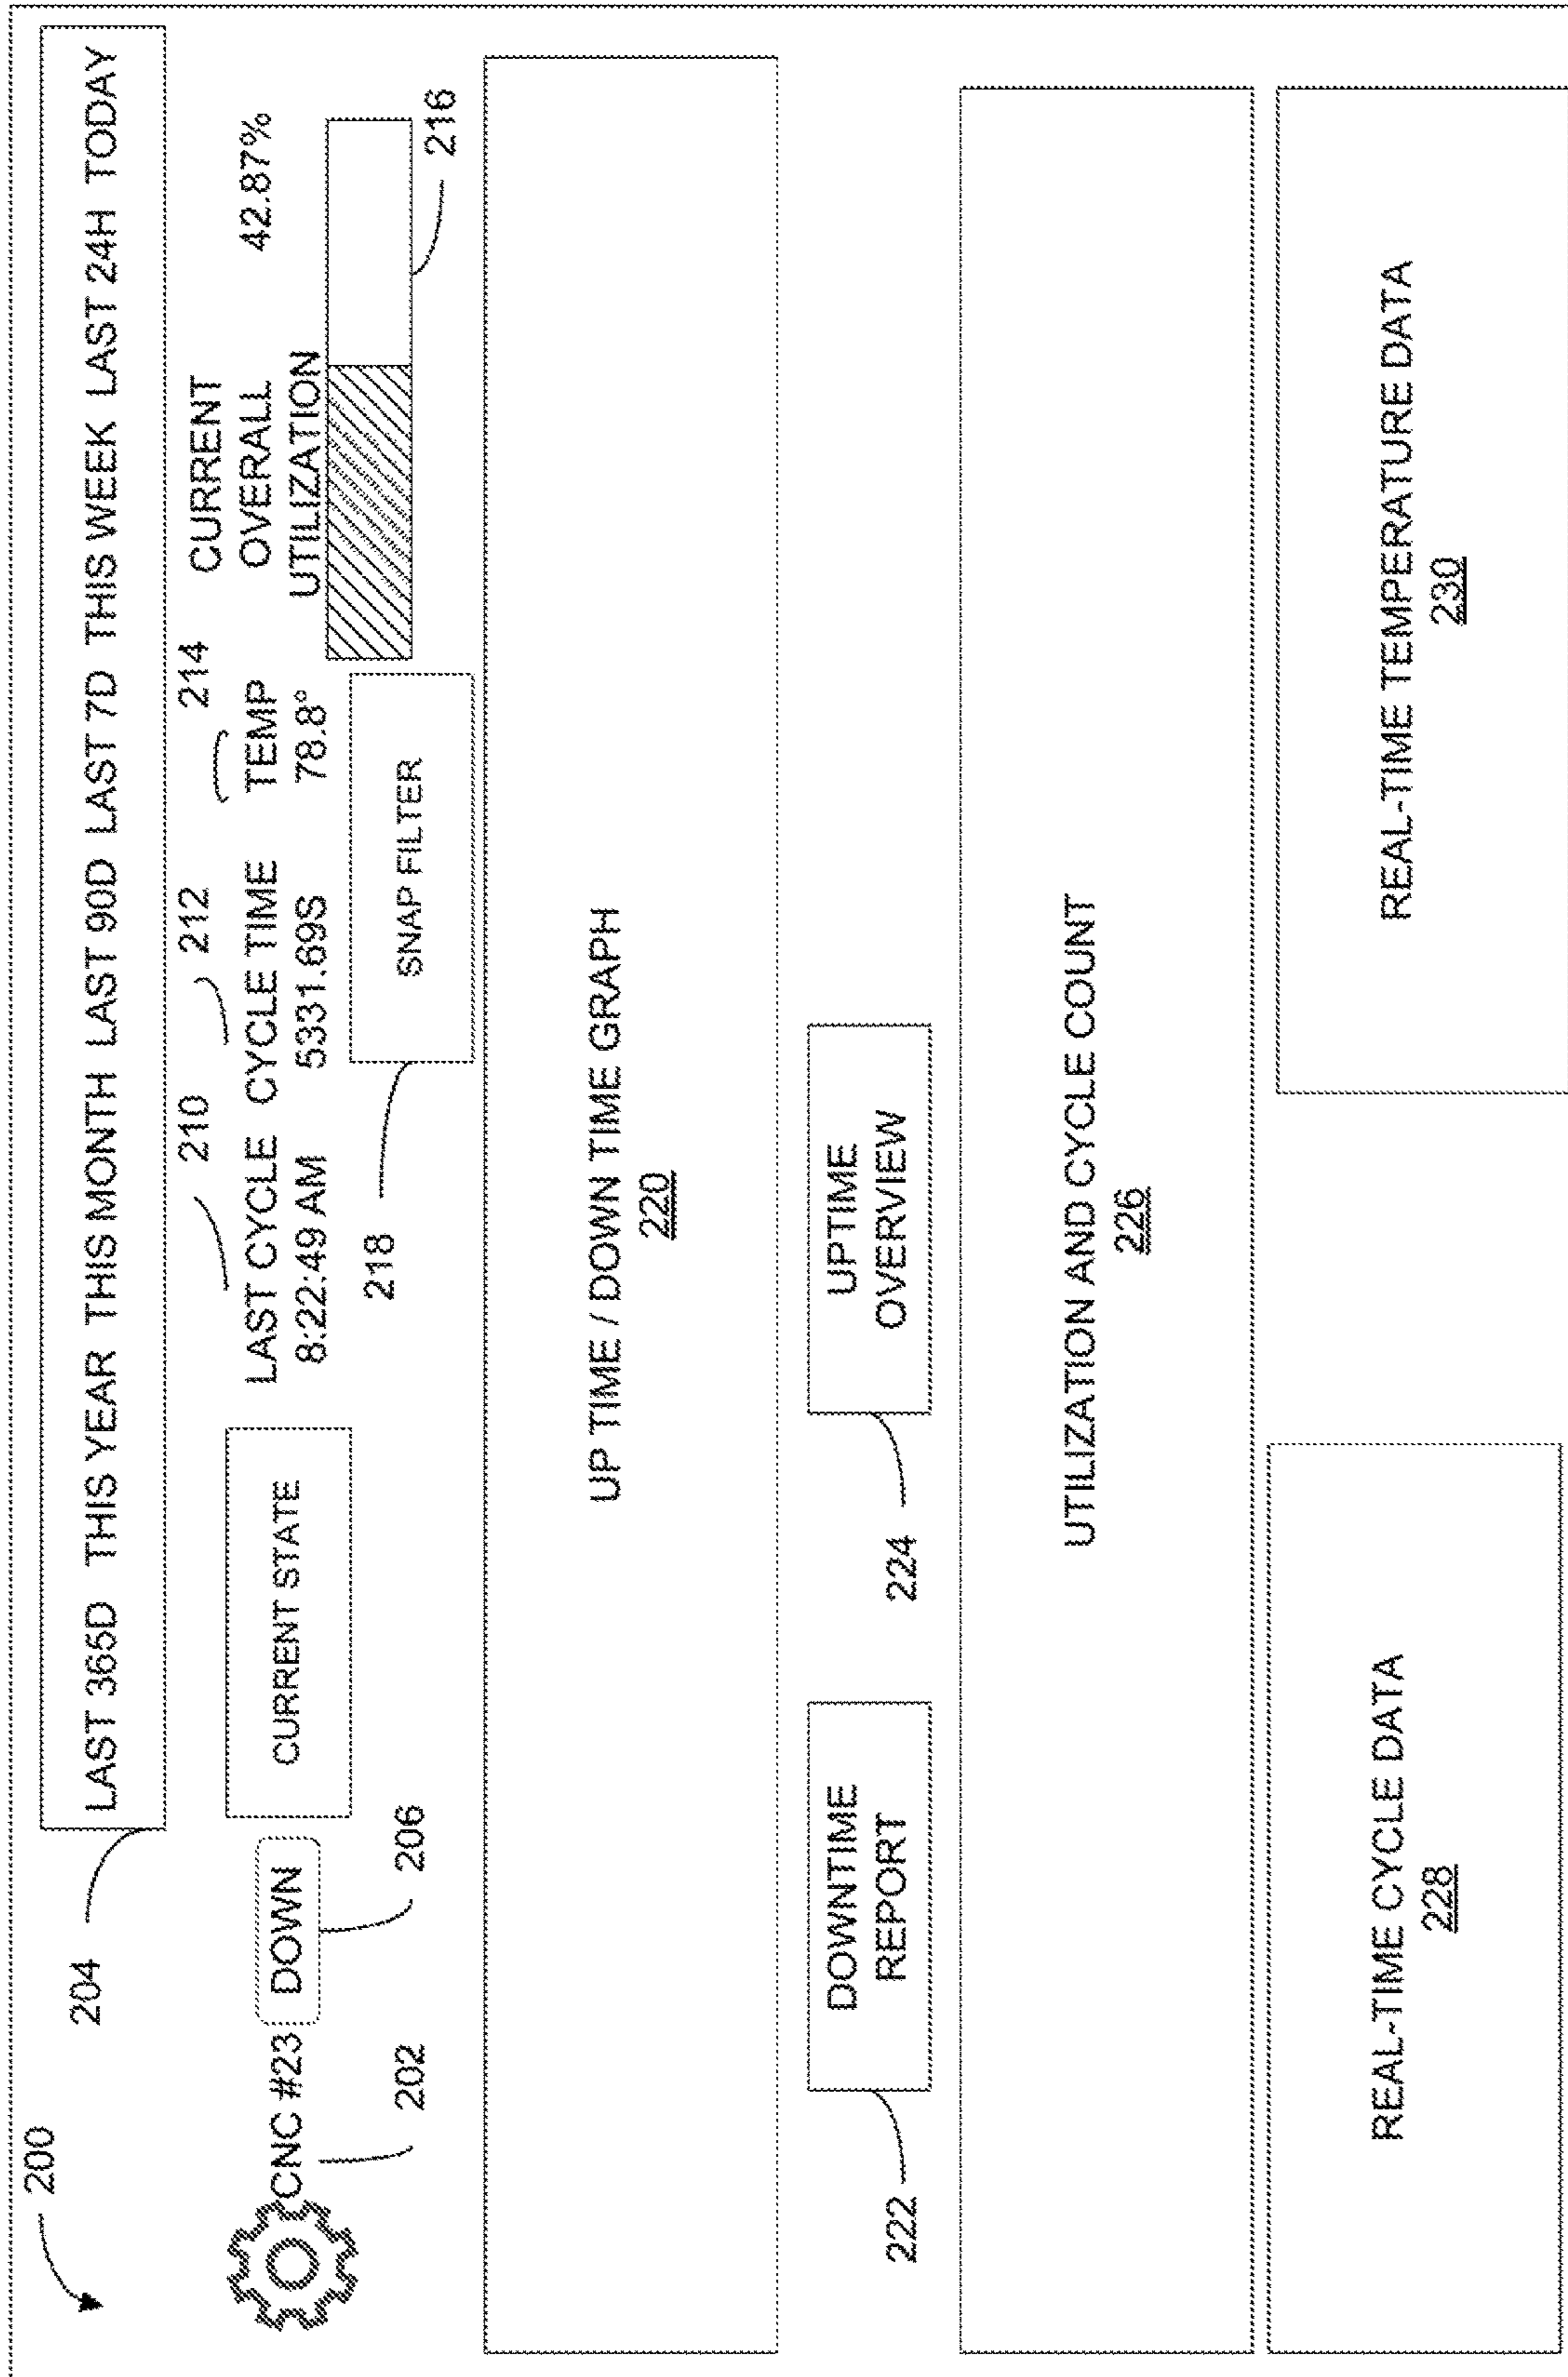 200
204
LAST 365D THIS YEAR THIS MONTH LAST 90D LAST 7D THIS WEEK LAST 24H TODAY
CNC #23
202
DOWN
206
CURRENT STATE
210
LAST CYCLE
8:22:49 AM
212
CYCLE TIME
5331.69S
214
TEMP
78.8°
CURRENT
OVERALL
UTILIZATION
42.87%
216
218
SNAP FILTER
UP TIME / DOWN TIME GRAPH
220
222
DOWNTIME
REPORT
224
UPTIME
OVERVIEW
UTILIZATION AND CYCLE COUNT
226
REAL-TIME CYCLE DATA
228
REAL-TIME TEMPERATURE DATA
230